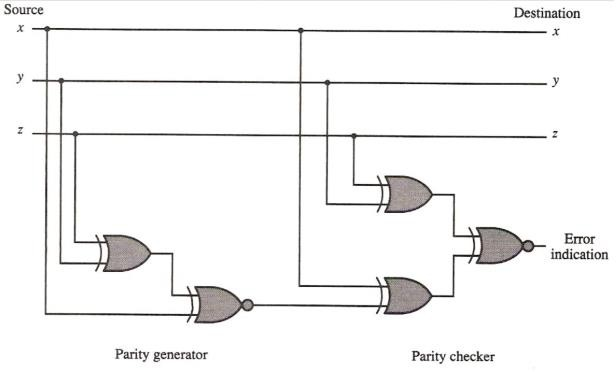 Source
Destination
x
x
y
y
z
z
Error
indication
Parity generator
Parity checker